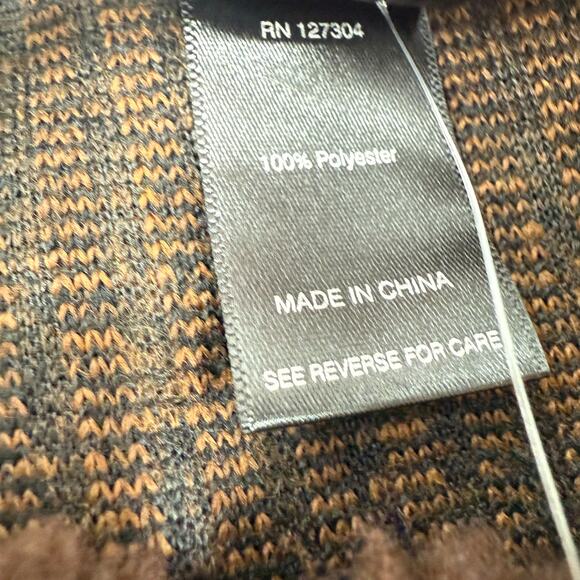 RN 127304
100% Polyester
MADE IN CHINA
SEE REVERSE FOR CARE